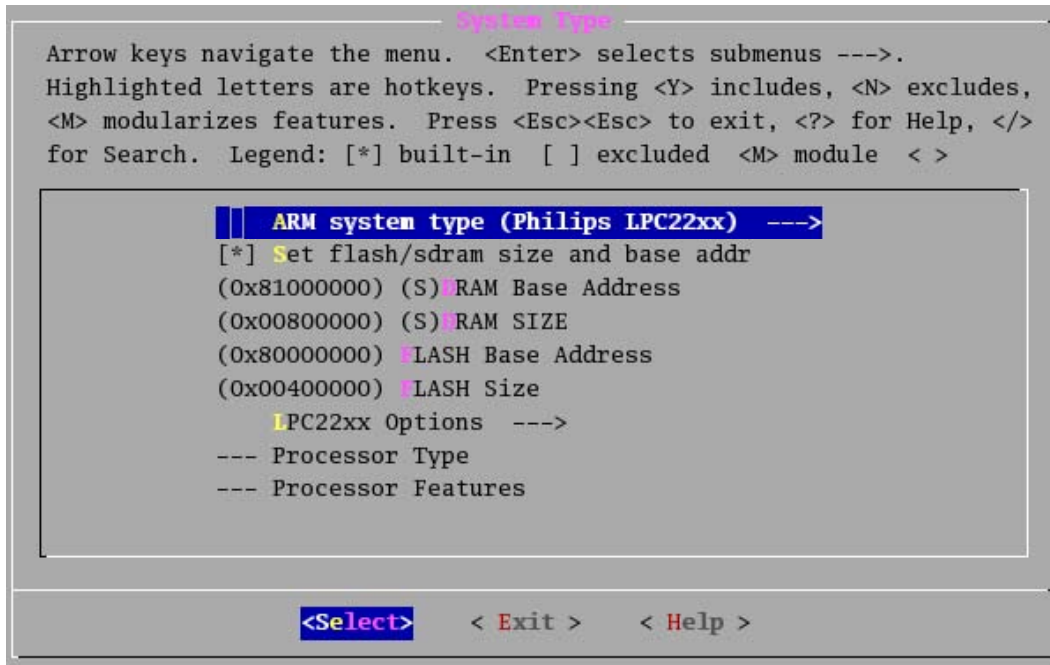 System Type
Arrow keys navigate the menu.  <Enter> selects submenus --->.
Highlighted letters are hotkeys.  Pressing <Y> includes, <N> excludes,
<M> modularizes features.  Press <Esc><Esc> to exit, <?> for Help, </>
for Search.  Legend: [*] built-in  [ ] excluded  <M> module  < >
ARM system type (Philips LPC22xx)  --->
[*] Set flash/sdram size and base addr
(0x81000000) (S)DRAM Base Address
(0x00800000) (S)DRAM SIZE
(0x80000000) FLASH Base Address
(0x00400000) FLASH Size
LPC22xx Options  --->
--- Processor Type
--- Processor Features
<Select>    < Exit >    < Help >